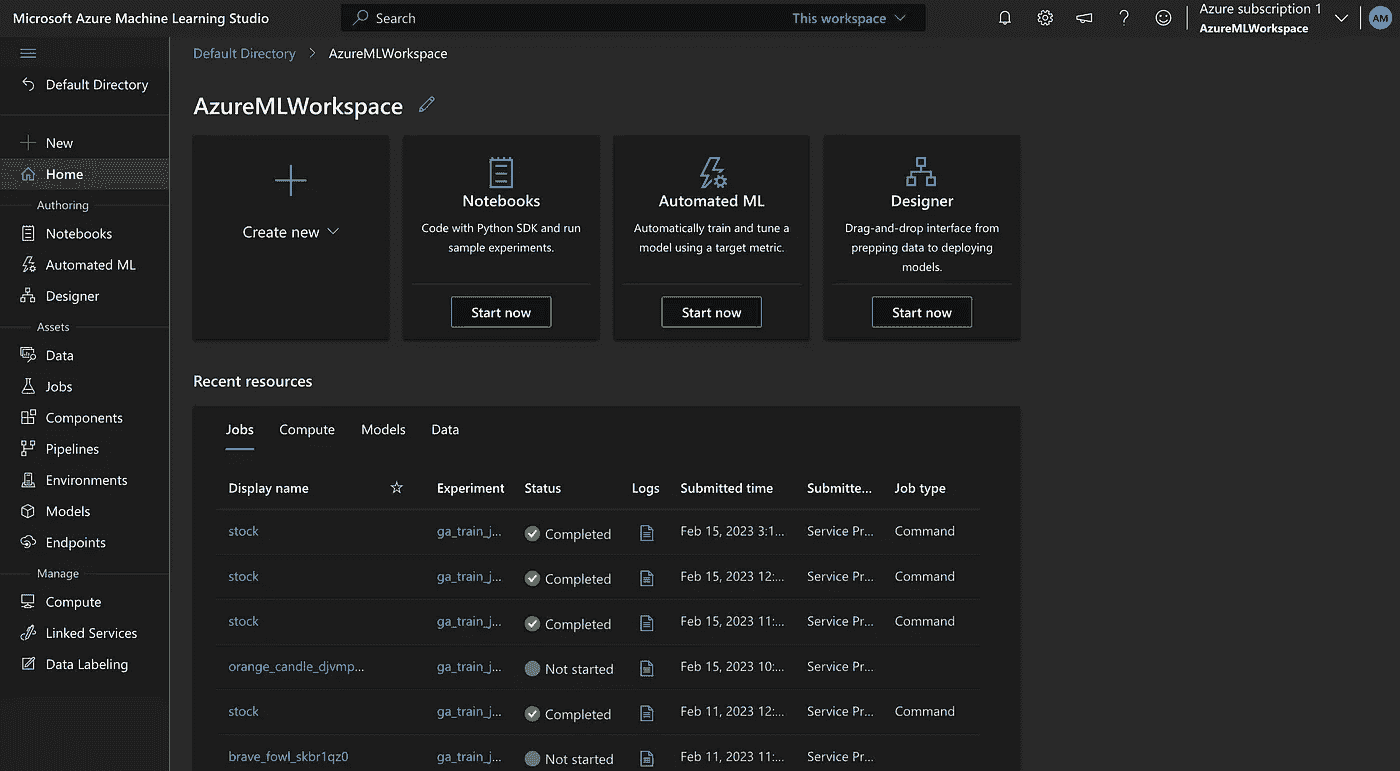 Microsoft Azure Machine Learning Studio
Search
This workspace
Azure subscription 1
AzureMLWorkspace
AM
Default Directory
New
Home
Authoring
Notebooks
Automated ML
Designer
Assets
Data
Jobs
Components
Pipelines
Environments
Models
Endpoints
Manage
Compute
Linked Services
Data Labeling
Default Directory > AzureMLWorkspace
AzureMLWorkspace
Create new
Notebooks
Code with Python SDK and run
sample experiments.
Start now
Automated ML
Automatically train and tune a
model using a target metric.
Start now
Designer
Drag-and-drop interface from
prepping data to deploying
models.
Start now
Recent resources
Jobs Compute Models Data
Display name Experiment Status Logs Submitted time Submitte... Job type
stock ga_train_j... Completed Feb 15, 2023 3:1... Service Pr... Command
stock ga_train_j... Completed Feb 15, 2023 12:... Service Pr... Command
stock ga_train_j... Completed Feb 15, 2023 11:... Service Pr... Command
orange_candle_djvmp... ga_train_j... Not started Feb 15, 2023 10:... Service Pr...
stock ga_train_j... Completed Feb 11, 2023 12:... Service Pr... Command
brave_fowl_skbr1qz0 ga_train_j... Not started Feb 11, 2023 11:... Service Pr...